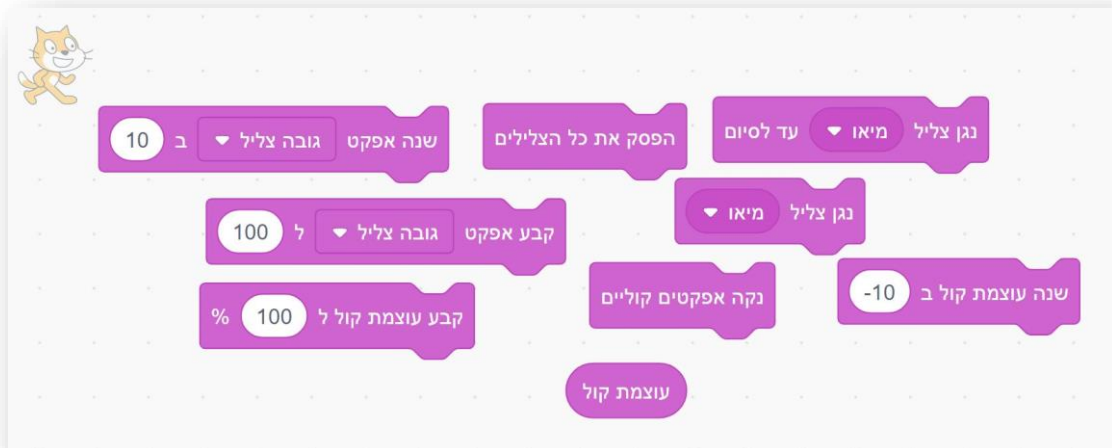 נגן צליל מיאו עד לסיום
הפסק את כל הצלילים
שנה אפקט גובה צליל ב 10
נגן צליל מיאו
קבע אפקט גובה צליל ל 100
שנה עוצמת קול ב -10
נקה אפקטים קוליים
קבע עוצמת קול ל 100 %
עוצמת קול